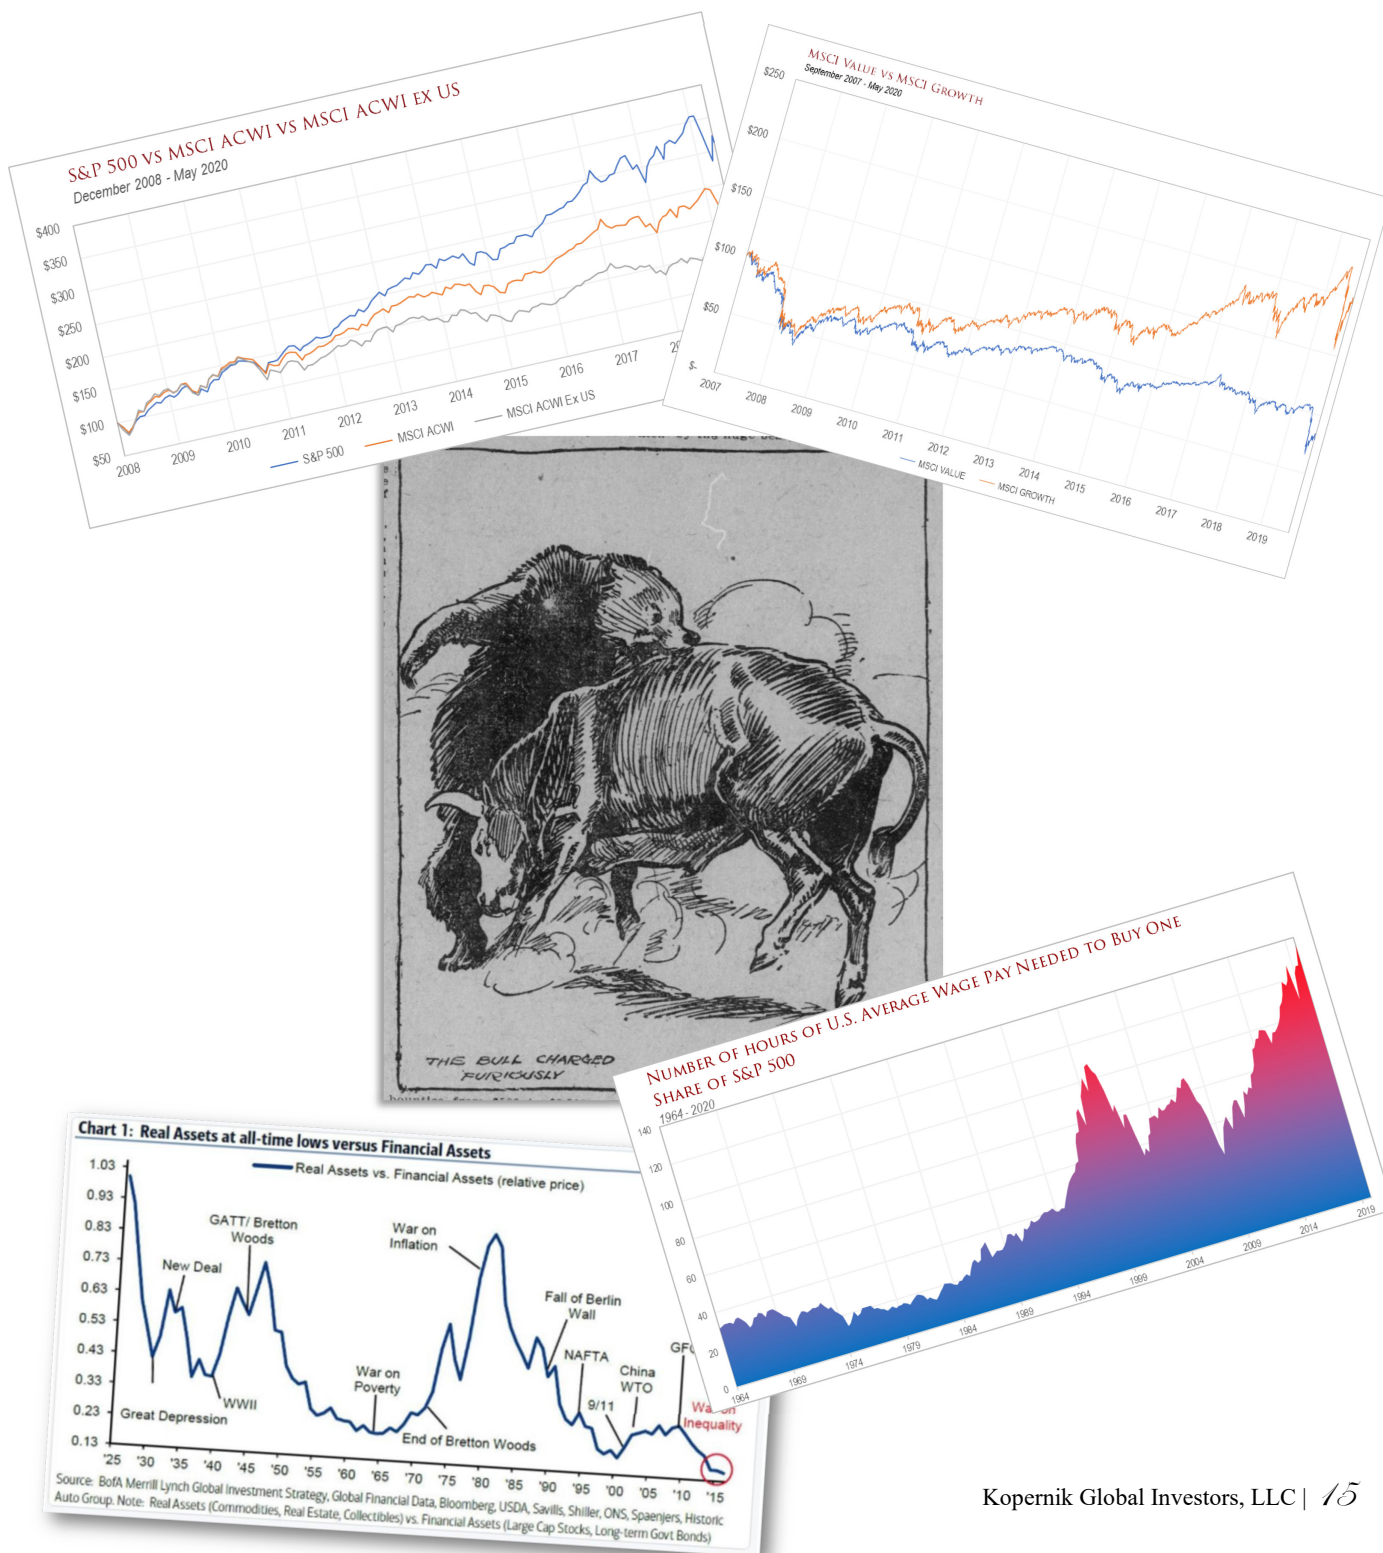 S&P 500 VS MSCI ACWI VS MSCI ACWI EX US
December 2008 - May 2020
$400
$350
$300
$250
$200
$150
$100
$50
2008
2009
2010
2011
2012
2013
2014
2015
2016
2017
S&P 500
MSCI ACWI
MSCI ACWI Ex US
MSCI VALUE VS MSCI GROWTH
September 2007 - May 2020
$250
$200
$150
$100
$50
$-
2007
2008
2009
2010
2011
2012
2013
2014
2015
2016
2017
2018
2019
MSCI VALUE
MSCI GROWTH
by the huge
THE BULL CHARGED
FURIOUSLY
NUMBER OF HOURS OF U.S. AVERAGE WAGE PAY NEEDED TO BUY ONE
SHARE OF S&P 500
1964 - 2020
140
120
100
80
60
40
20
0
1964
1969
1974
1979
1984
1989
1994
1999
2004
2009
2014
2019
Chart 1: Real Assets at all-time lows versus Financial Assets
Real Assets vs. Financial Assets (relative price)
1.03
0.93
0.83
0.73
0.63
0.53
0.43
0.33
0.23
0.13
GATT/ Bretton
Woods
New Deal
Great Depression
WWII
War on
Poverty
War on
Inflation
End of Bretton Woods
Fall of Berlin
Wall
NAFTA
9/11
China
WTO
War on
Inequality
'25 '30 '35 '40 '45 '50 '55 '60 '65 '70 '75 '80 '85 '90 '95 '00 '05 '10 '15
Source: BofA Merrill Lynch Global Investment Strategy, Global Financial Data, Bloomberg, USDA, Savills, Shiller, ONS, Spaenjers, Historic
Auto Group. Note: Real Assets (Commodities, Real Estate, Collectibles) vs. Financial Assets (Large Cap Stocks, Long-term Govt Bonds)
Kopernik Global Investors, LLC | 15